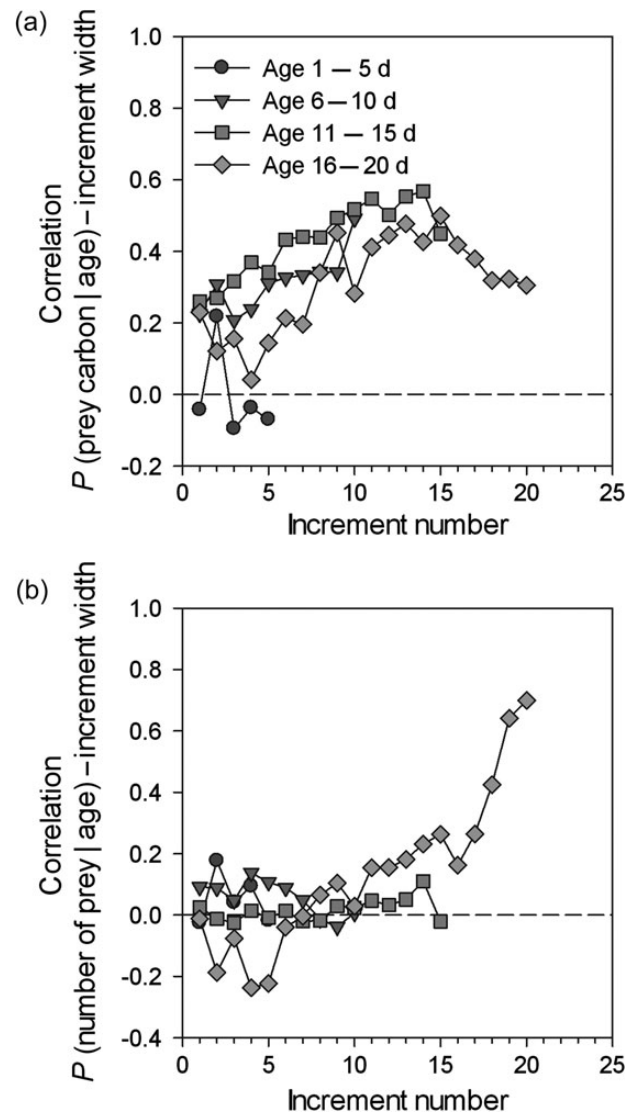 (a)
Correlation
P (prey carbon | age) – increment width
1.0
0.8
0.6
0.4
0.2
0.0
-0.2
Age 1 – 5 d
Age 6 – 10 d
Age 11 – 15 d
Age 16 – 20 d
0 5 10 15 20 25
Increment number
(b)
Correlation
P (number of prey | age) – increment width
1.0
0.8
0.6
0.4
0.2
0.0
-0.2
-0.4
0 5 10 15 20 25
Increment number